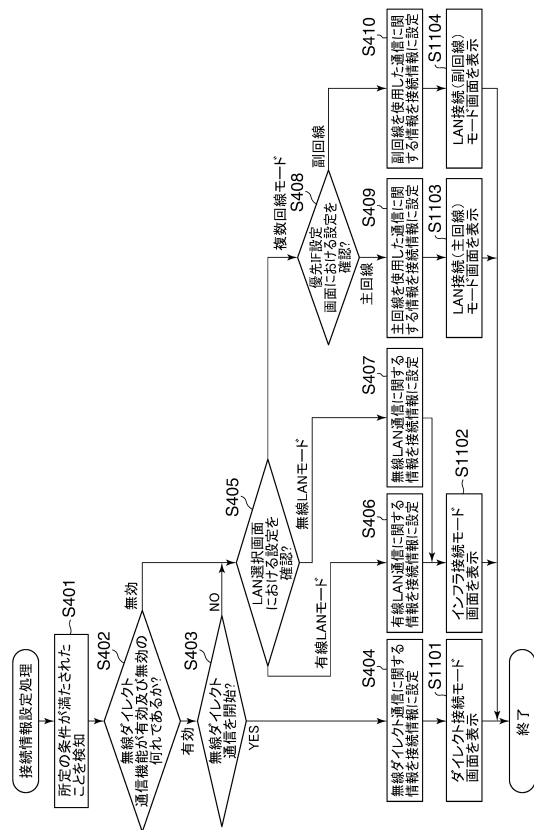 接続情報設定処理
所定の条件が満たされた
ことを検知
S401
無線ダイレクト
通信機能が有効及び無効の
何れであるか?
S402
無効
有効
無線ダイレクト
通信を開始?
S403
NO
YES
LAN選択画面
における設定を
確認?
S405
有線LANモード
無線LANモード
複数回線モード
優先IF設定
画面における設定を
確認?
S408
主回線
副回線
無線ダイレクト通信に関する
情報を接続情報に設定
S404
有線LAN通信に関する
情報を接続情報に設定
S406
無線LAN通信に関する
情報を接続情報に設定
S407
主回線を使用した通信に関
する情報を接続情報に設定
S409
副回線を使用した通信に関
する情報を接続情報に設定
S410
ダイレクト接続モード
画面を表示
S1101
インフラ接続モード
画面を表示
S1102
LAN接続(主回線)
モード画面を表示
S1103
LAN接続(副回線)
モード画面を表示
S1104
終了